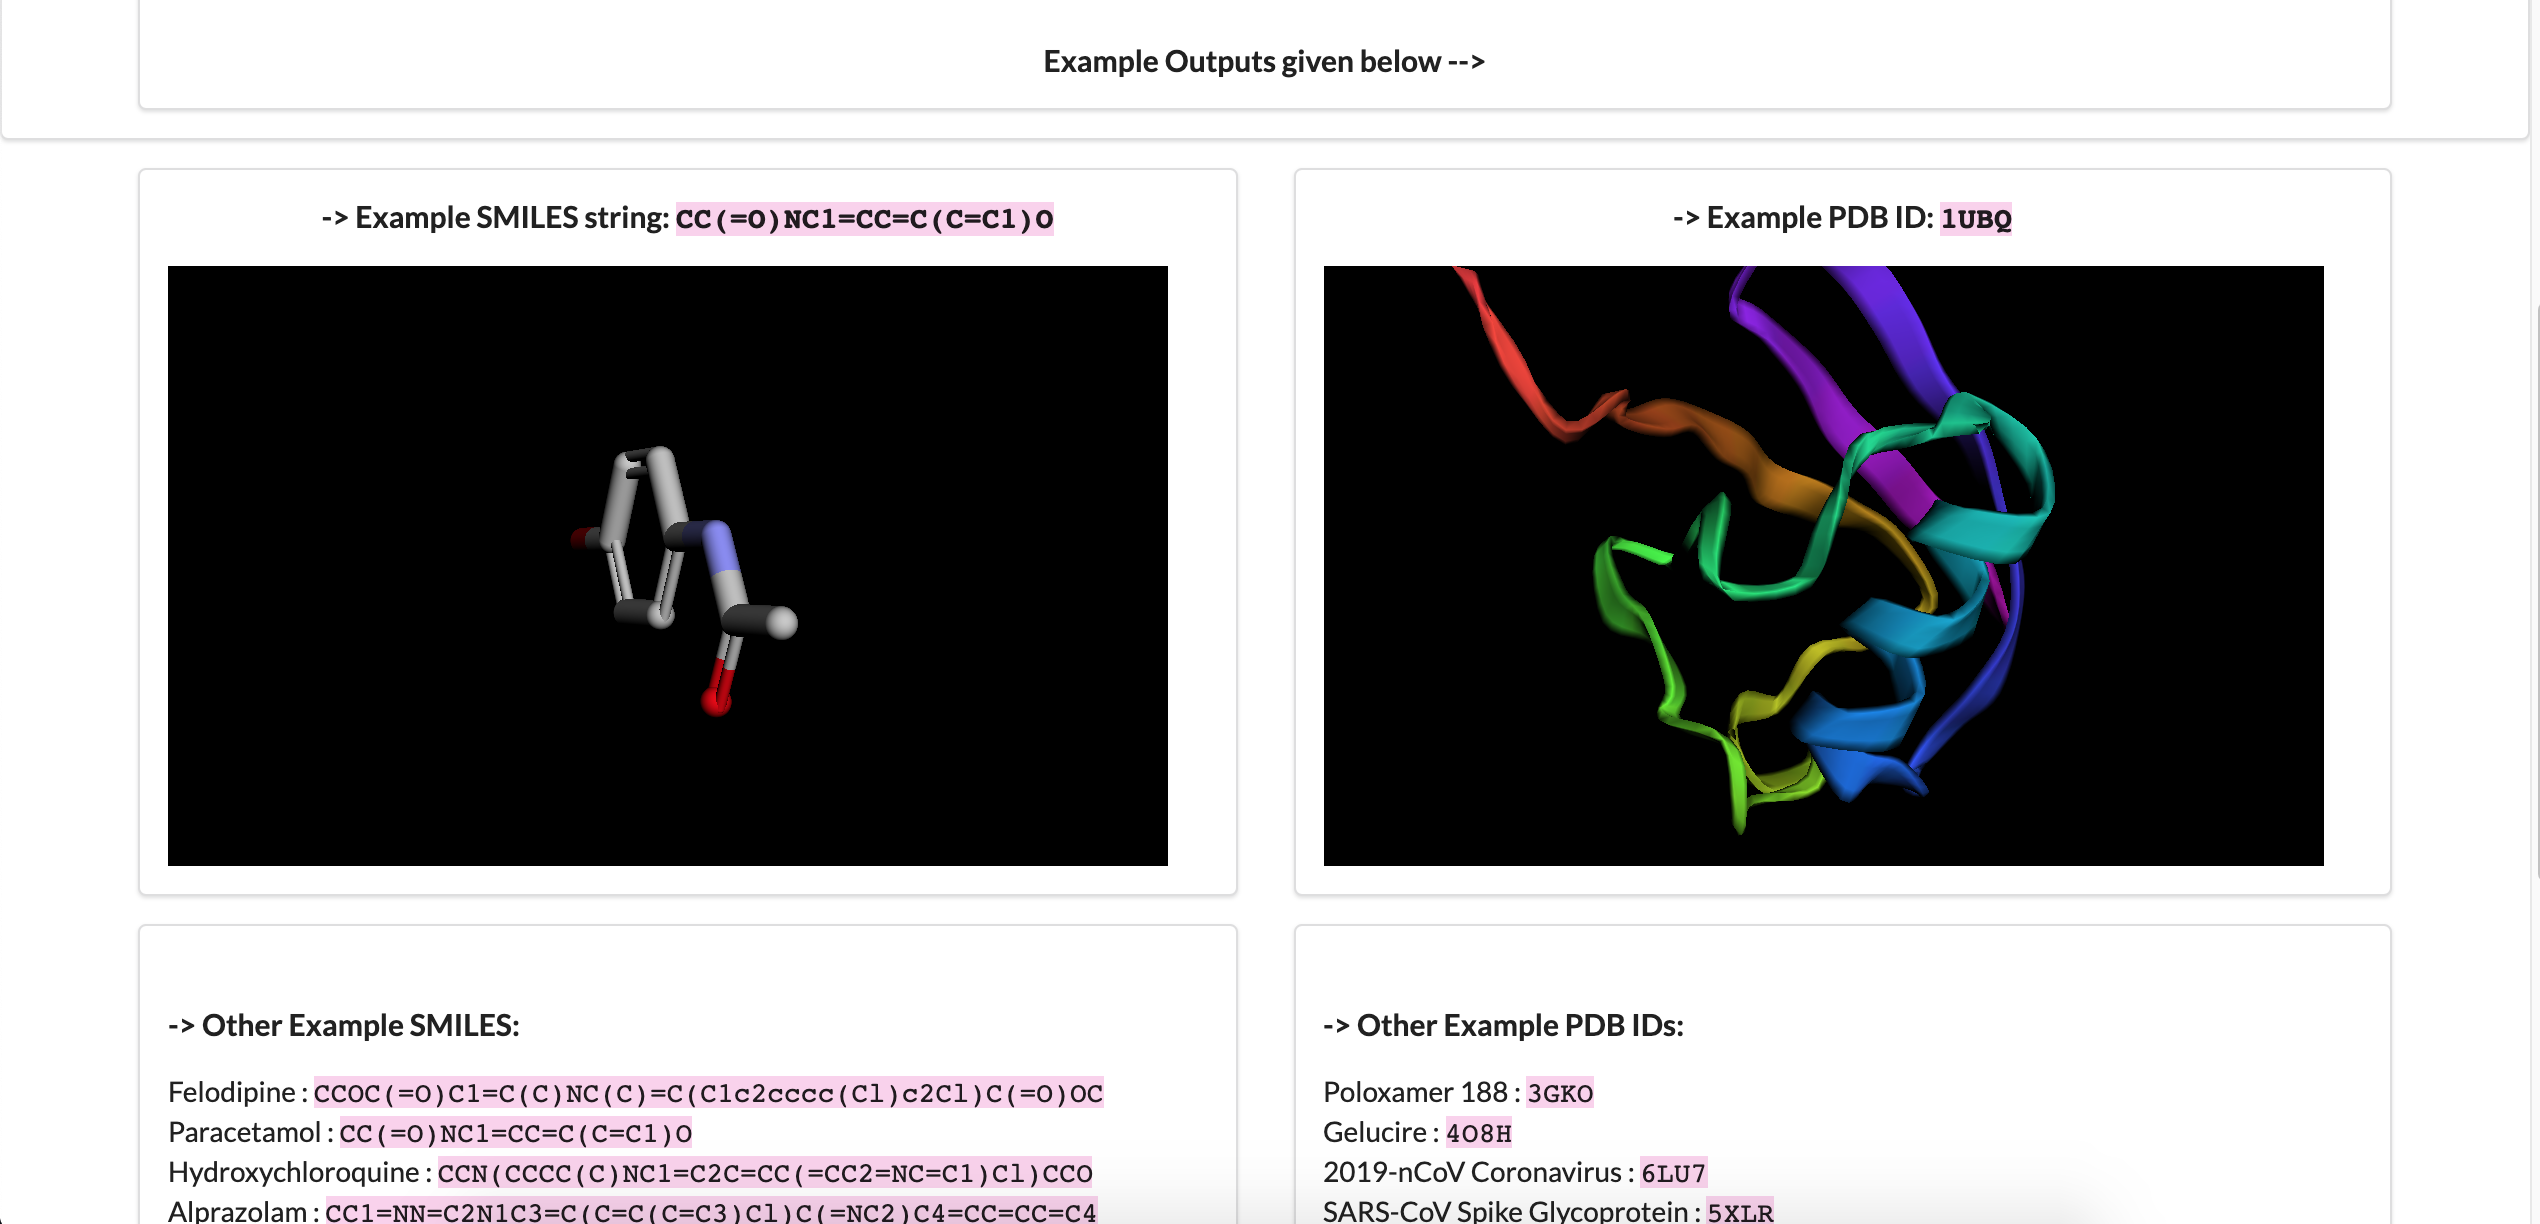 Example Outputs given below -->
-> Example SMILES string: CC(=O)NC1=CC=C(C=C1)O
-> Example PDB ID: 1UBQ
-> Other Example SMILES:
Felodipine : CCOC(=O)C1=C(C)NC(C)=C(C1c2cccc(Cl)c2Cl)C(=O)OC
Paracetamol : CC(=O)NC1=CC=C(C=C1)O
Hydroxychloroquine : CCN(CCCC(C)NC1=C2C=CC(=CC2=NC=C1)Cl)CCO
Alprazolam : CC1=NN=C2N1C3=C(C=C(C=C3)Cl)C(=NC2)C4=CC=CC=C4
-> Other Example PDB IDs:
Poloxamer 188 : 3GKO
Gelucire : 4O8H
2019-nCoV Coronavirus : 6LU7
SARS-CoV Spike Glycoprotein : 5XLR